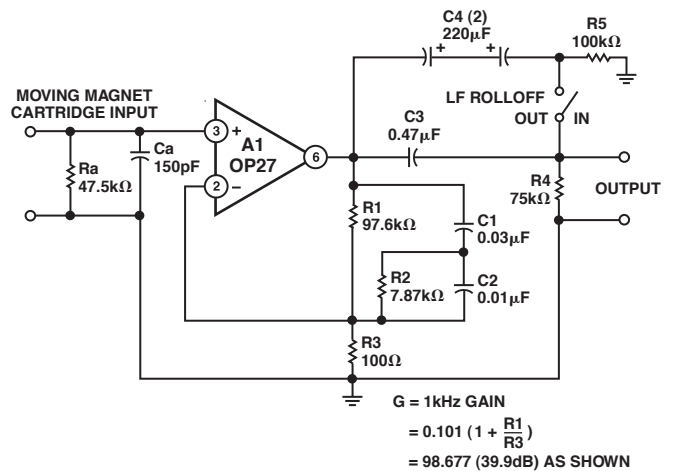 C4 (2)
220µF
+ +
R5
100kΩ
MOVING MAGNET
CARTRIDGE INPUT
LF ROLLOFF
OUT IN
C3
0.47µF
3 +
A1
OP27
6
2 –
Ca
150pF
Ra
47.5kΩ
R4
75kΩ
OUTPUT
R1
97.6kΩ
C1
0.03µF
R2
7.87kΩ
C2
0.01µF
R3
100Ω
G = 1kHz GAIN
= 0.101 (1 + R1/R3)
= 98.677 (39.9dB) AS SHOWN